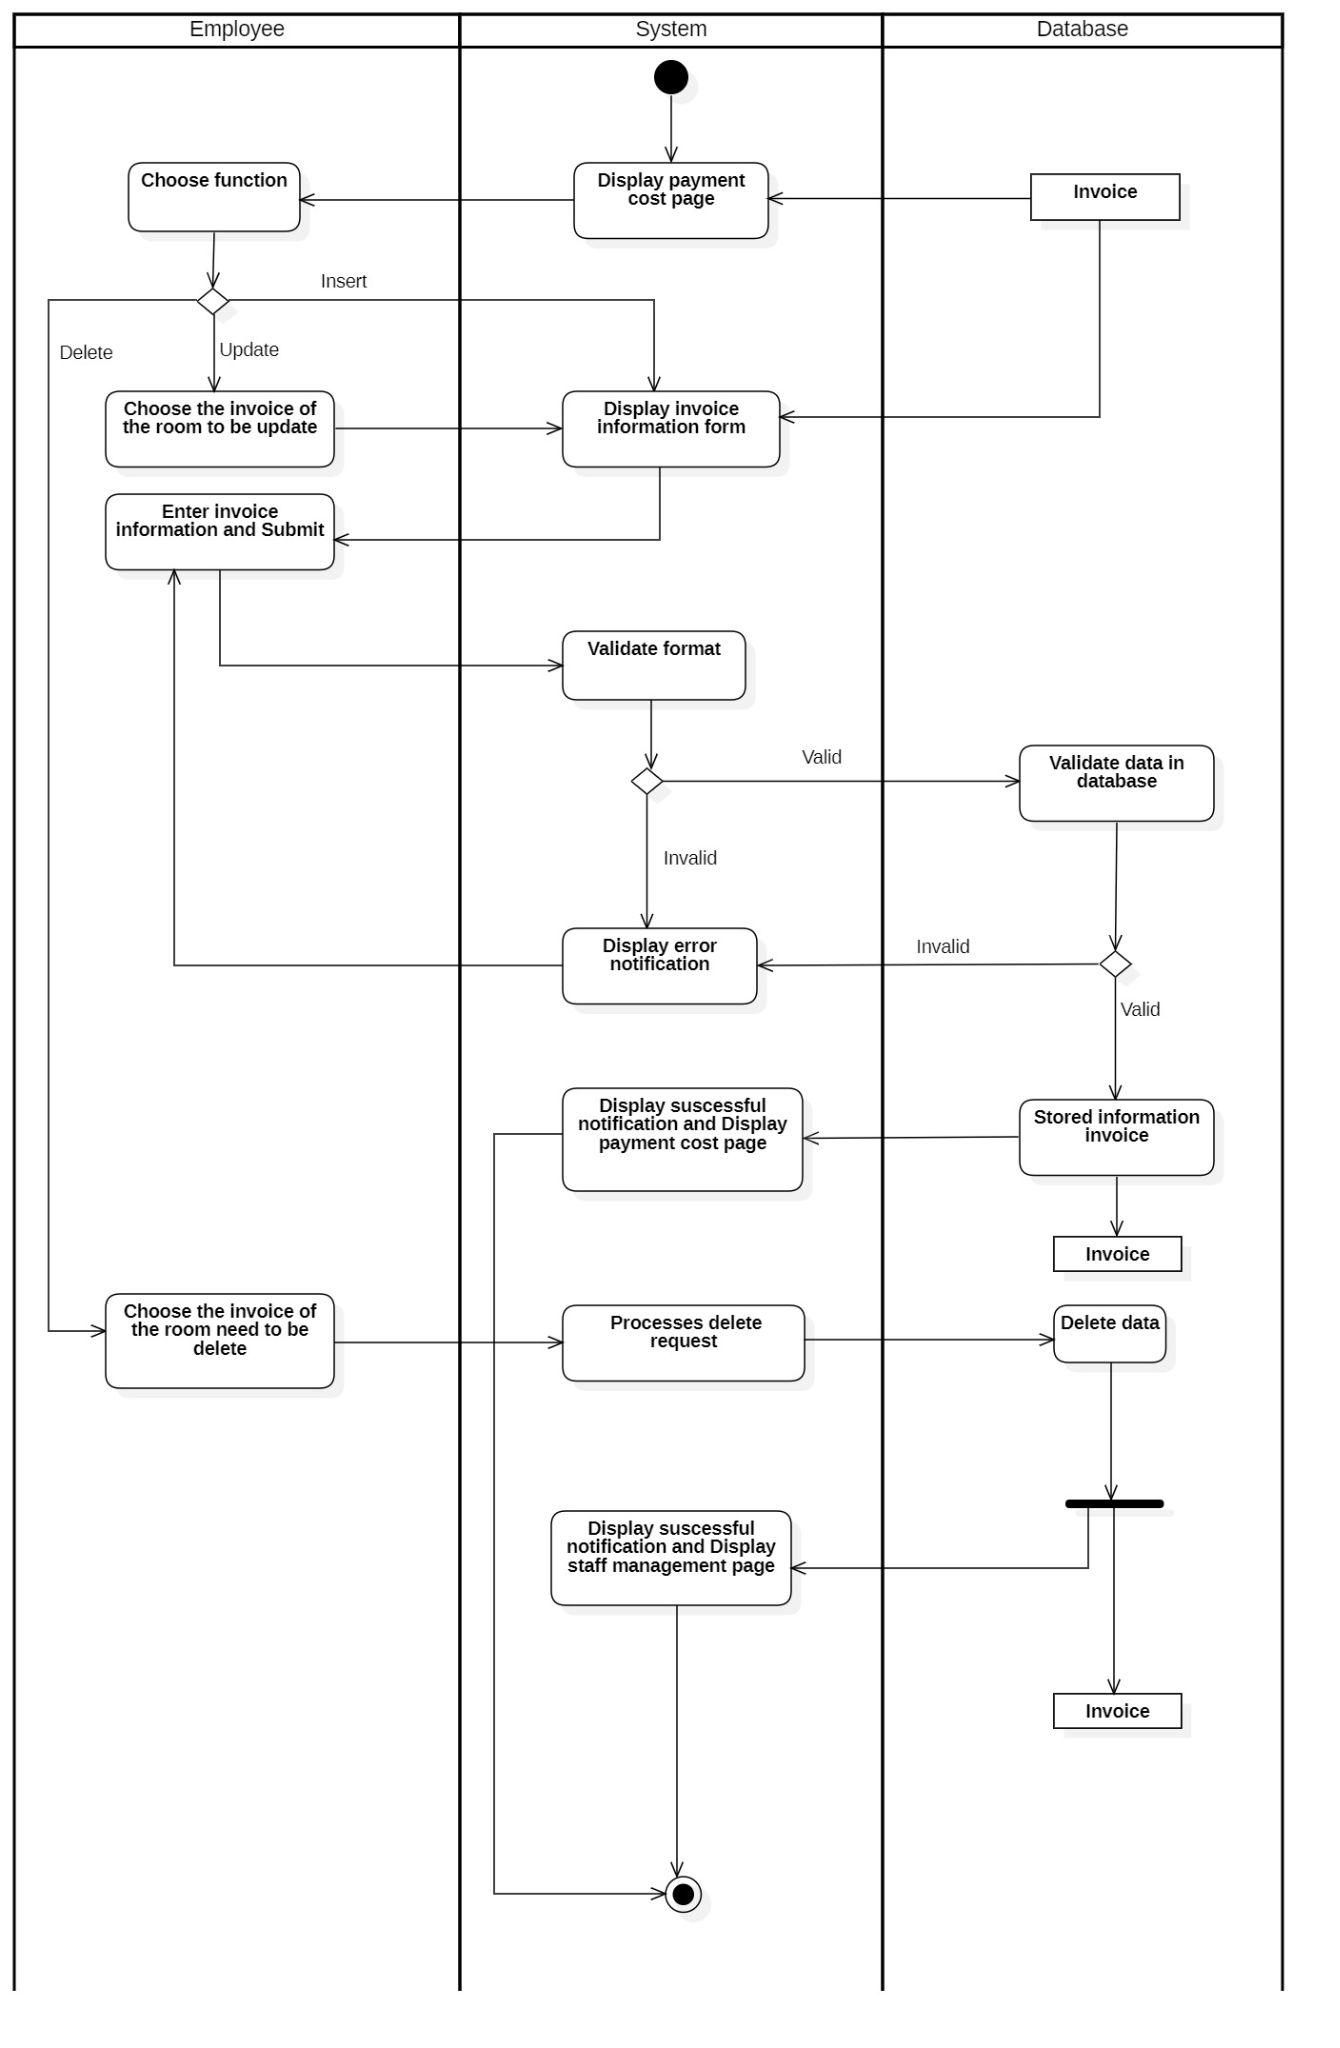 Employee
System
Database
Choose function
Display payment
cost page
Invoice
Insert
Delete
Update
Choose the invoice of
the room to be update
Display invoice
information form
Enter invoice
information and Submit
Validate format
Valid
Validate data in
database
Invalid
Display error
notification
Invalid
Valid
Display suscessful
notification and Display
payment cost page
Stored information
invoice
Invoice
Choose the invoice of
the room need to be
delete
Processes delete
request
Delete data
Display suscessful
notification and Display
staff management page
Invoice